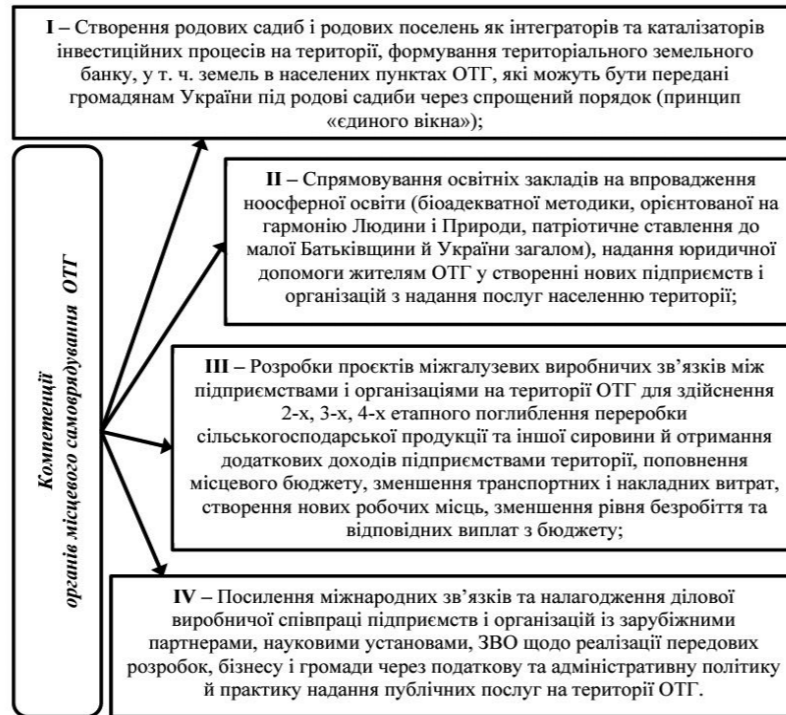 I – Створення родових садиб і родових поселень як інтеграторів та каталізаторів
інвестиційних процесів на території, формування територіального земельного
банку, у т. ч. земель в населених пунктах ОТГ, які можуть бути передані
громадянам України під родові садиби через спрощений порядок (принцип
«єдиного вікна»);
Компетенції
органів місцевого самоврядування ОТГ
II – Спрямовування освітніх закладів на впровадження
ноосферної освіти (біоадекватної методики, орієнтованої на
гармонію Людини і Природи, патріотичне ставлення до
малої Батьківщини й України загалом), надання юридичної
допомоги жителям ОТГ у створенні нових підприємств і
організацій з надання послуг населенню території;
III – Розробки проєктів міжгалузевих виробничих зв’язків між
підприємствами і організаціями на території ОТГ для здійснення
2-х, 3-х, 4-х етапного поглиблення переробки
сільськогосподарської продукції та іншої сировини й отримання
додаткових доходів підприємствами території, поповнення
місцевого бюджету, зменшення транспортних і накладних витрат,
створення нових робочих місць, зменшення рівня безробіття та
відповідних виплат з бюджету;
IV – Посилення міжнародних зв’язків та налагодження ділової
виробничої співпраці підприємств і організацій із зарубіжними
партнерами, науковими установами, ЗВО щодо реалізації передових
розробок, бізнесу і громади через податкову та адміністративну політику
й практику надання публічних послуг на території ОТГ.